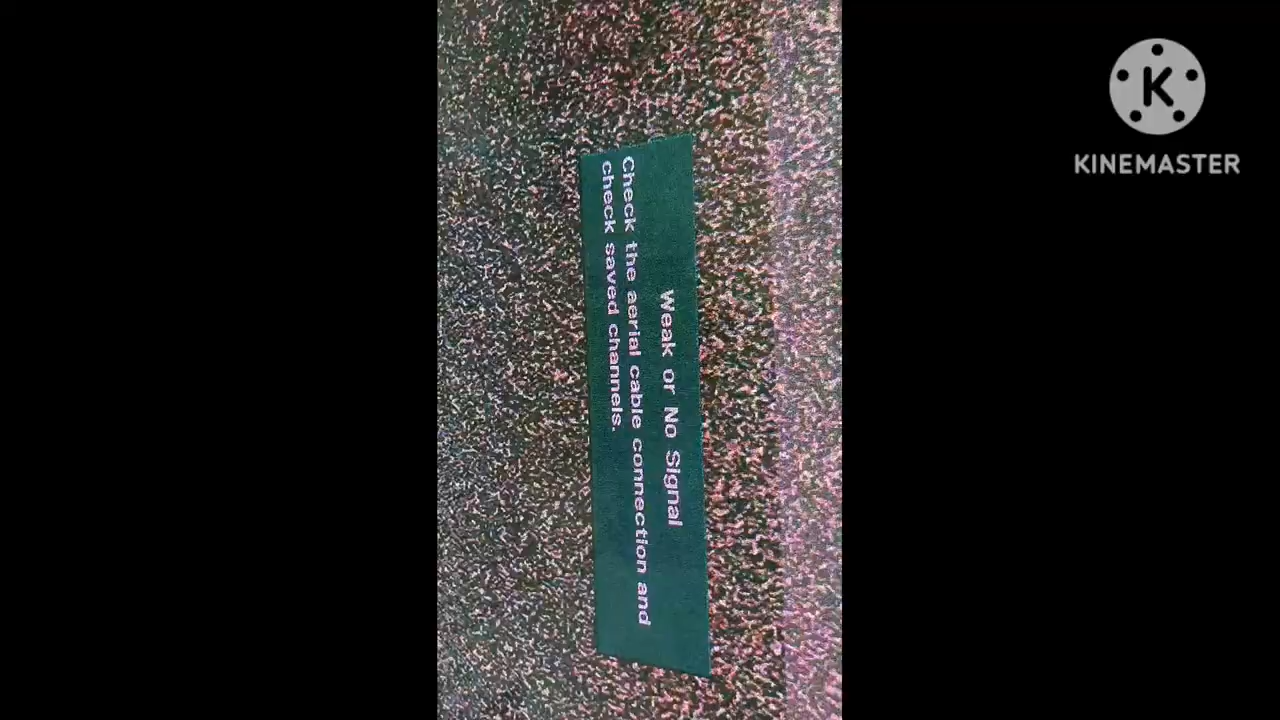 Weak or No Signal
Check the aerial cable connection and
check saved channels.
K
KINEMASTER